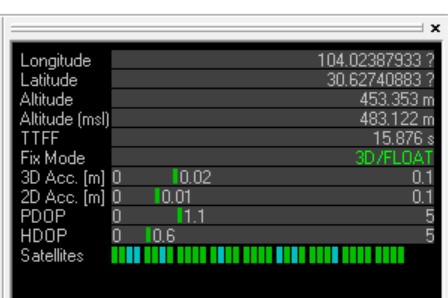 Longitude 104.02387933 ?
Latitude 30.62740883 ?
Altitude 453.353 m
Altitude (msl) 483.122 m
TTFF 15.876 s
Fix Mode 3D/FLOAT
3D Acc. [m] 0 0.02 0.1
2D Acc. [m] 0 0.01 0.1
PDOP 0 1.1 5
HDOP 0 0.6 5
Satellites